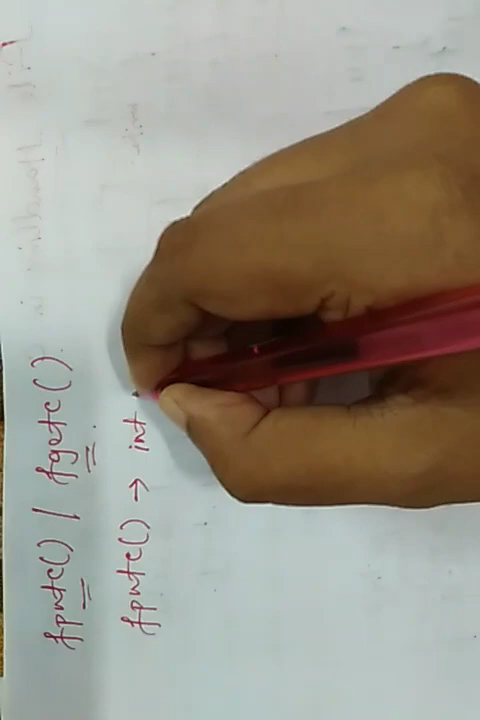 fputc() / fgetc().
fputc() → int